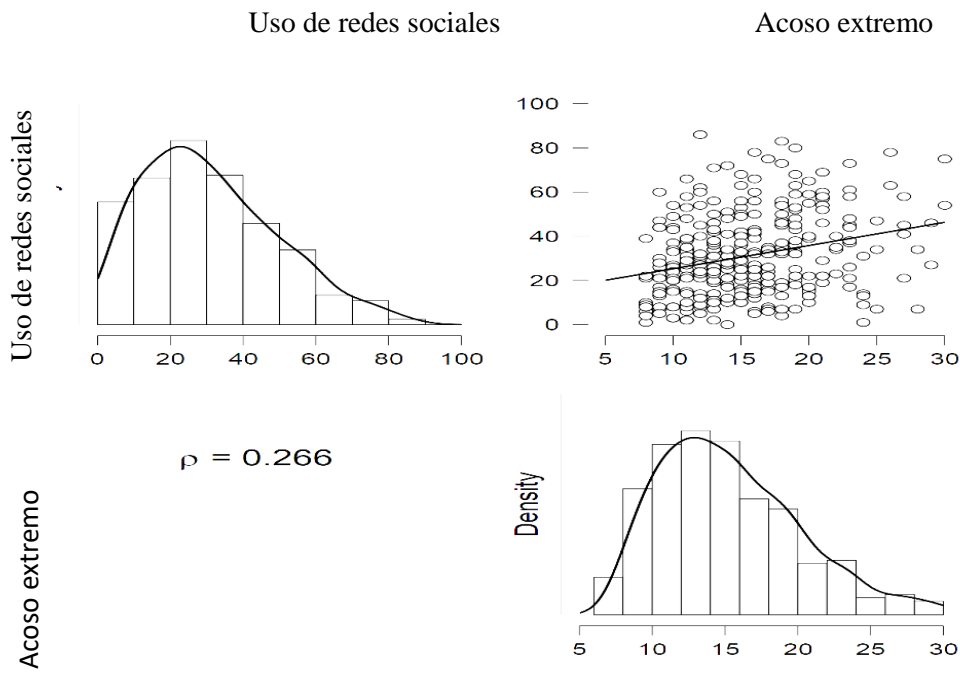 Uso de redes sociales Acoso extremo
Uso de redes sociales
100
80
60
40
20
0
0 20 40 60 80 100
5 10 15 20 25 30
Acoso extremo
ρ = 0.266
Density
5 10 15 20 25 30